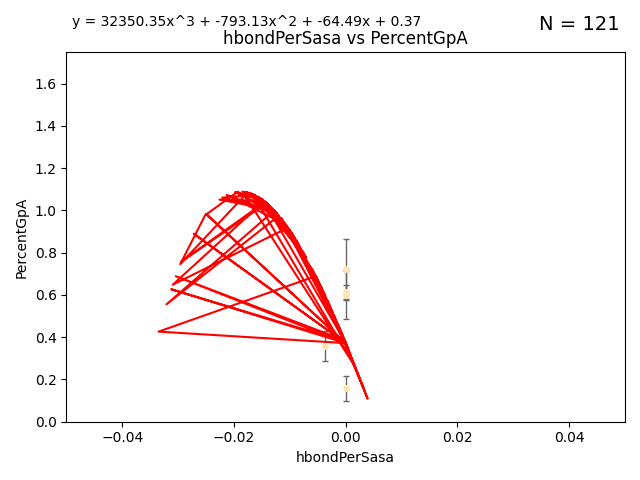 y = 32350.35x^3 + -793.13x^2 + -64.49x + 0.37
N = 121
hbondPerSasa vs PercentGpA
PercentGpA
1.6
1.4
1.2
1.0
0.8
0.6
0.4
0.2
0.0
−0.04 −0.02 0.00 0.02 0.04
hbondPerSasa